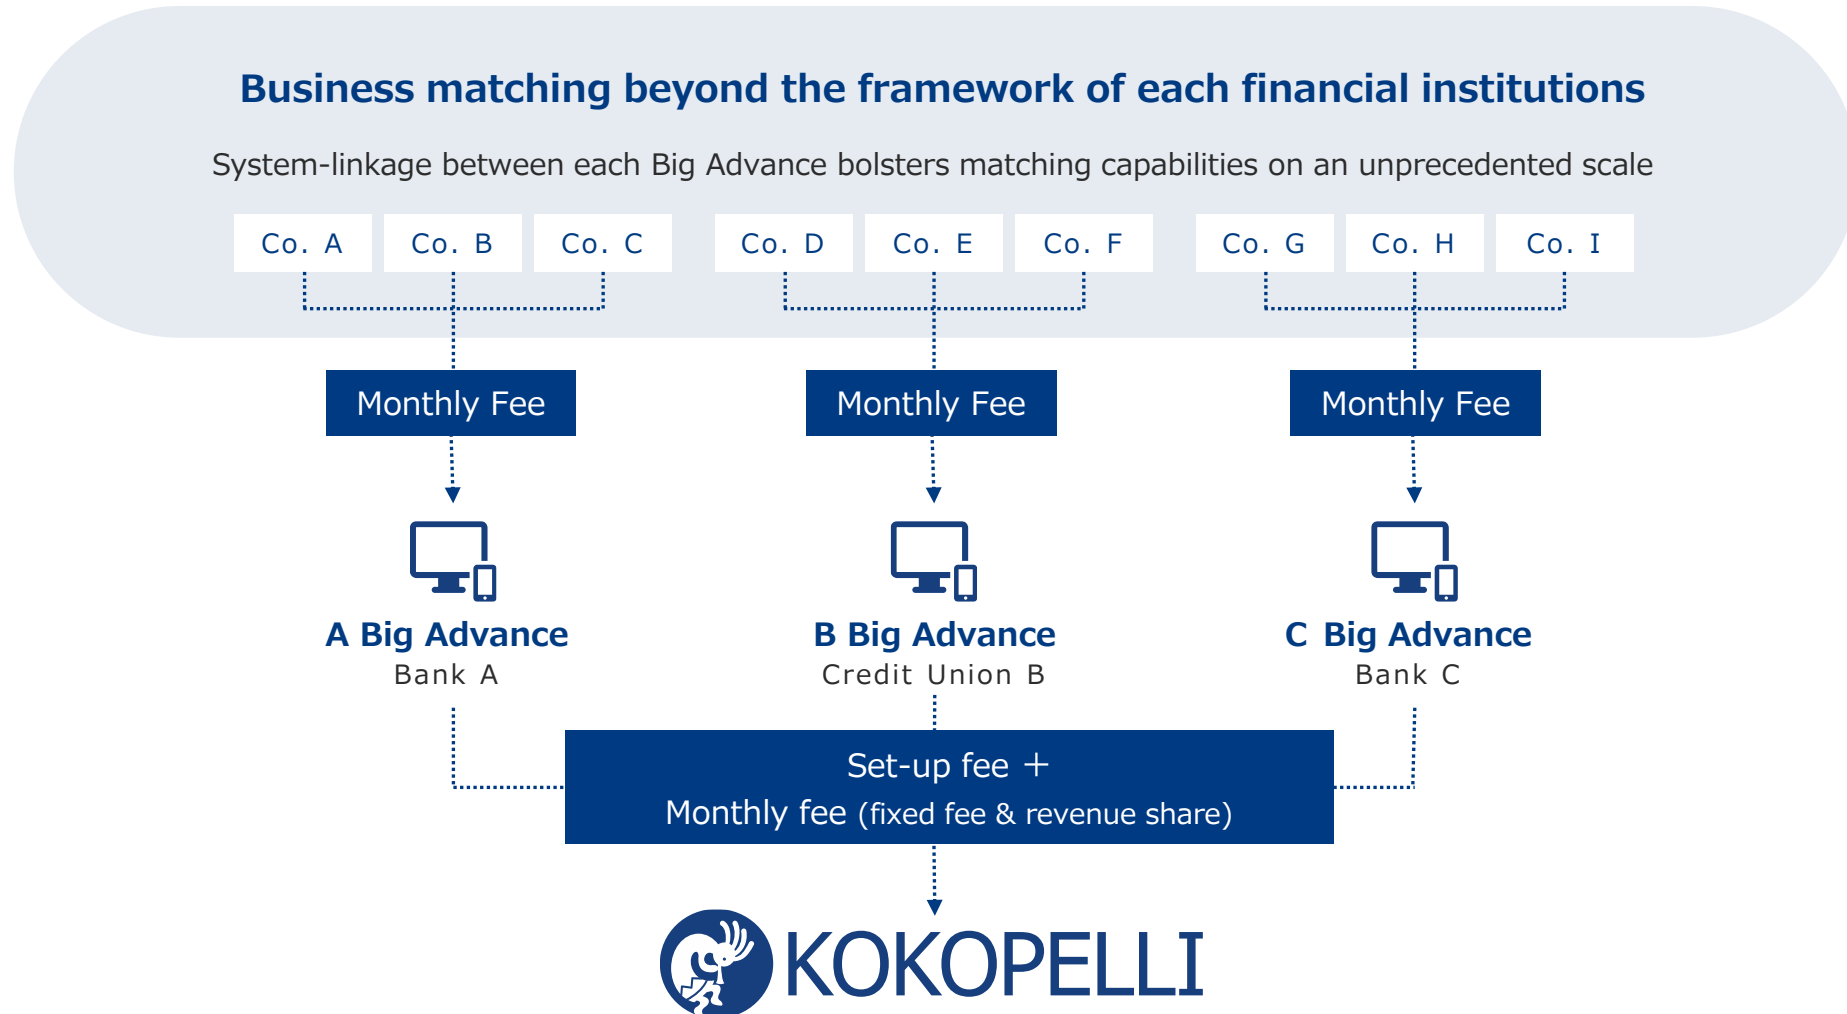 Business matching beyond the framework of each financial institutions
System-linkage between each Big Advance bolsters matching capabilities on an unprecedented scale
Co. A
Co. B
Co. C
Co. D
Co. E
Co. F
Co. G
Co. H
Co. I
Monthly Fee
Monthly Fee
Monthly Fee
A Big Advance
Bank A
B Big Advance
Credit Union B
C Big Advance
Bank C
Set-up fee +
Monthly fee (fixed fee & revenue share)
KOKOPELLI